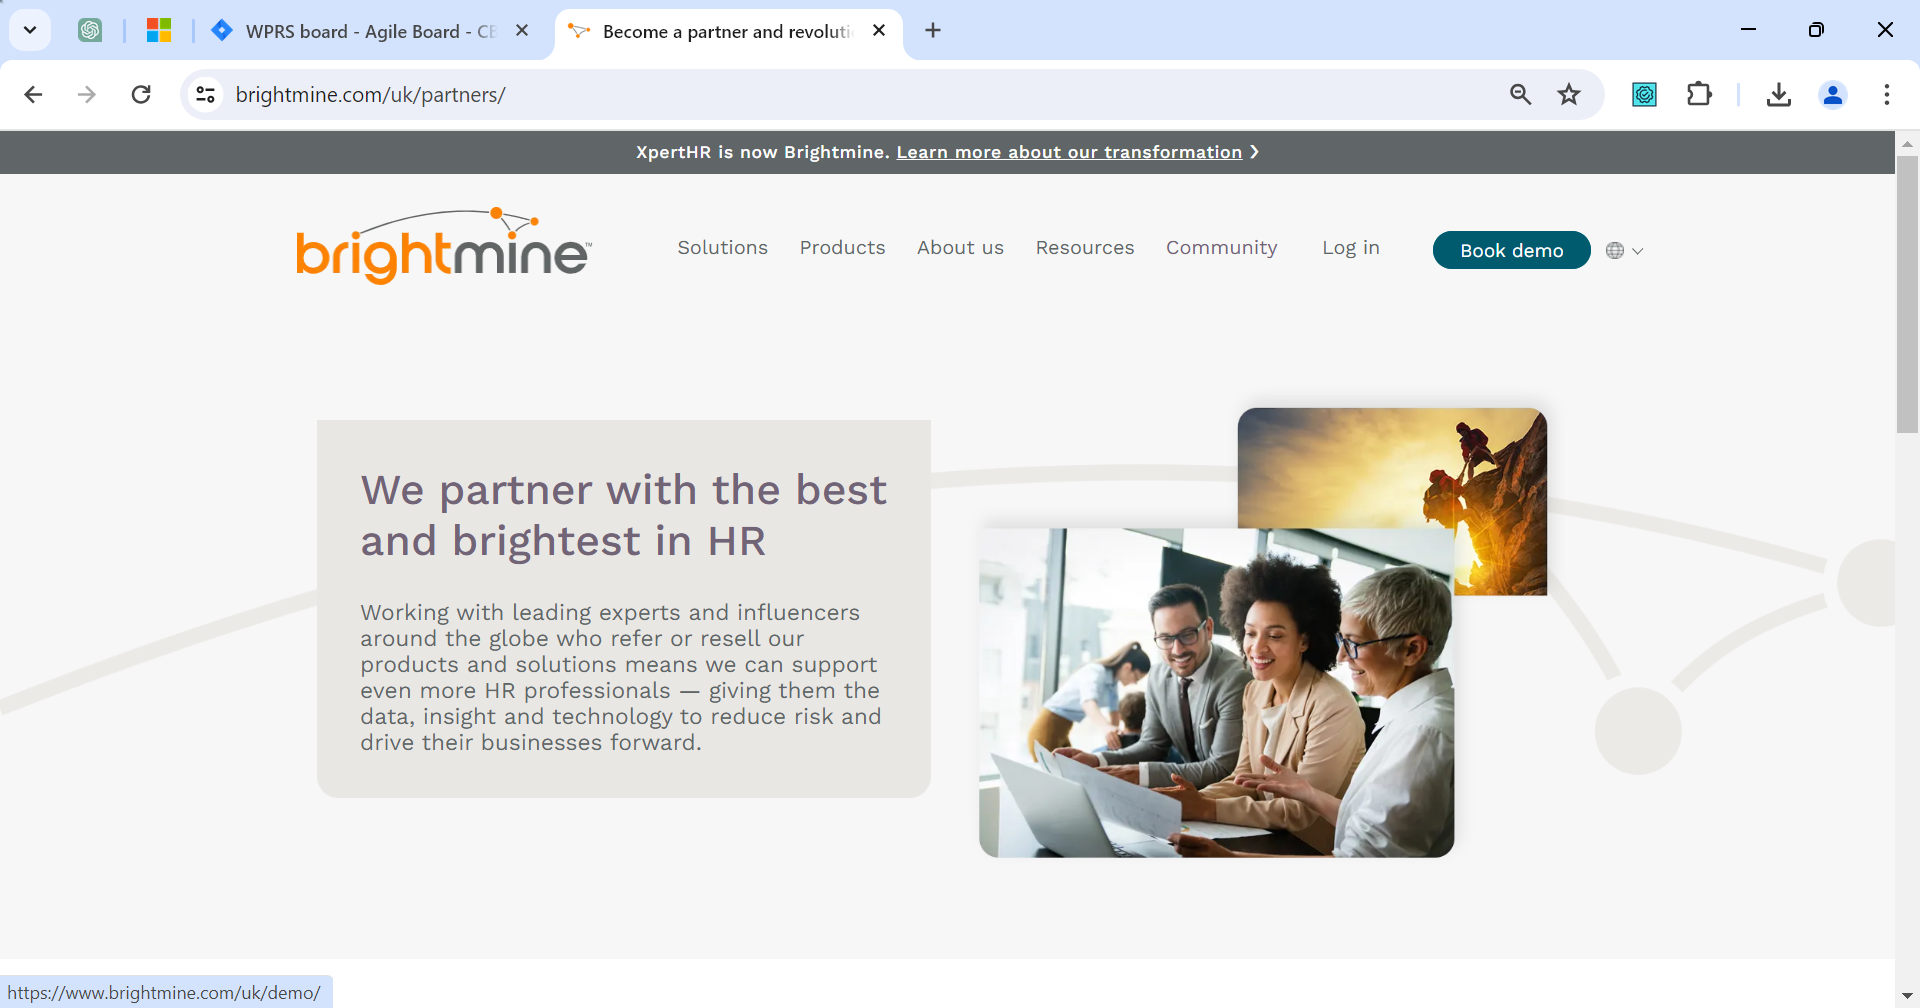 WPRS board - Agile Board - CB
Become a partner and revoluti
brightmine.com/uk/partners/
XpertHR is now Brightmine. Learn more about our transformation ❯
brightmine™
Solutions
Products
About us
Resources
Community
Log in
Book demo
We partner with the best
and brightest in HR
Working with leading experts and influencers
around the globe who refer or resell our
products and solutions means we can support
even more HR professionals — giving them the
data, insight and technology to reduce risk and
drive their businesses forward.
https://www.brightmine.com/uk/demo/